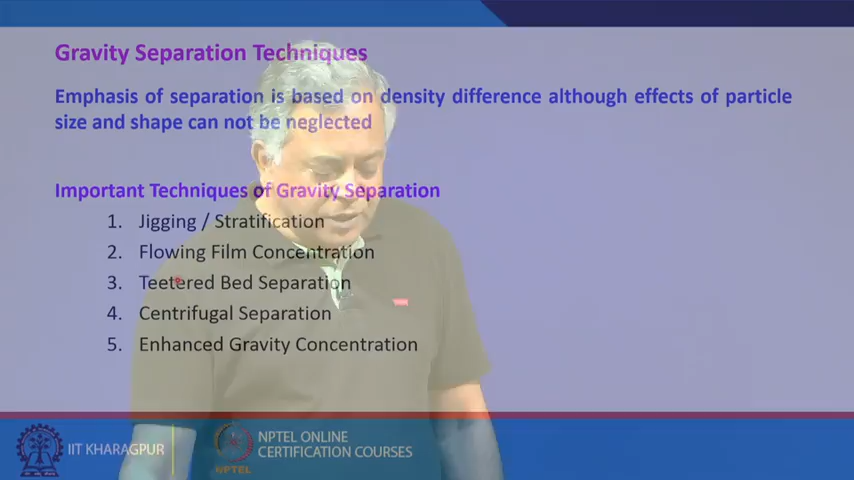 Gravity Separation Techniques
Emphasis of separation is based on density difference although effects of particle
size and shape can not be neglected
Important Techniques of Gravity Separation
1. Jigging / Stratification
2. Flowing Film Concentration
3. Teetered Bed Separation
4. Centrifugal Separation
5. Enhanced Gravity Concentration
IIT KHARAGPUR
NPTEL
NPTEL ONLINE
CERTIFICATION COURSES